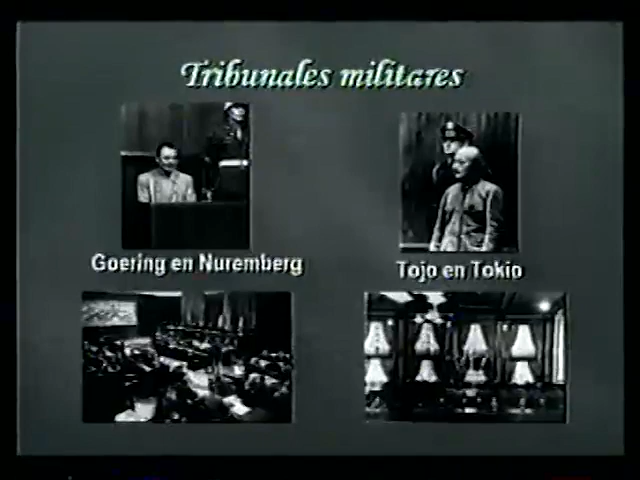 Tribunales militares
Goering en Nuremberg
Tojo en Tokio